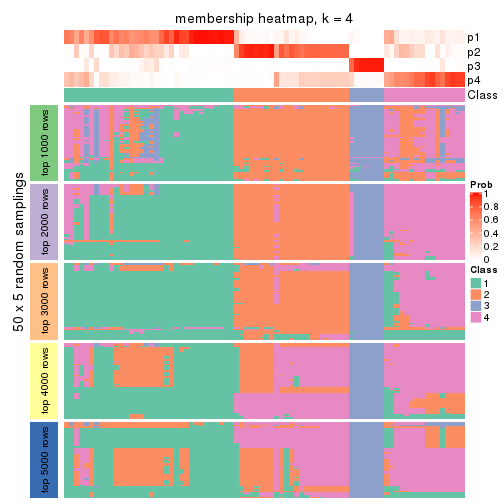 membership heatmap, k = 4
p1
p2
p3
p4
Class
50 x 5 random samplings
top 1000 rows
top 2000 rows
top 3000 rows
top 4000 rows
top 5000 rows
Prob
1
0.8
0.6
0.4
0.2
0
Class
1
2
3
4